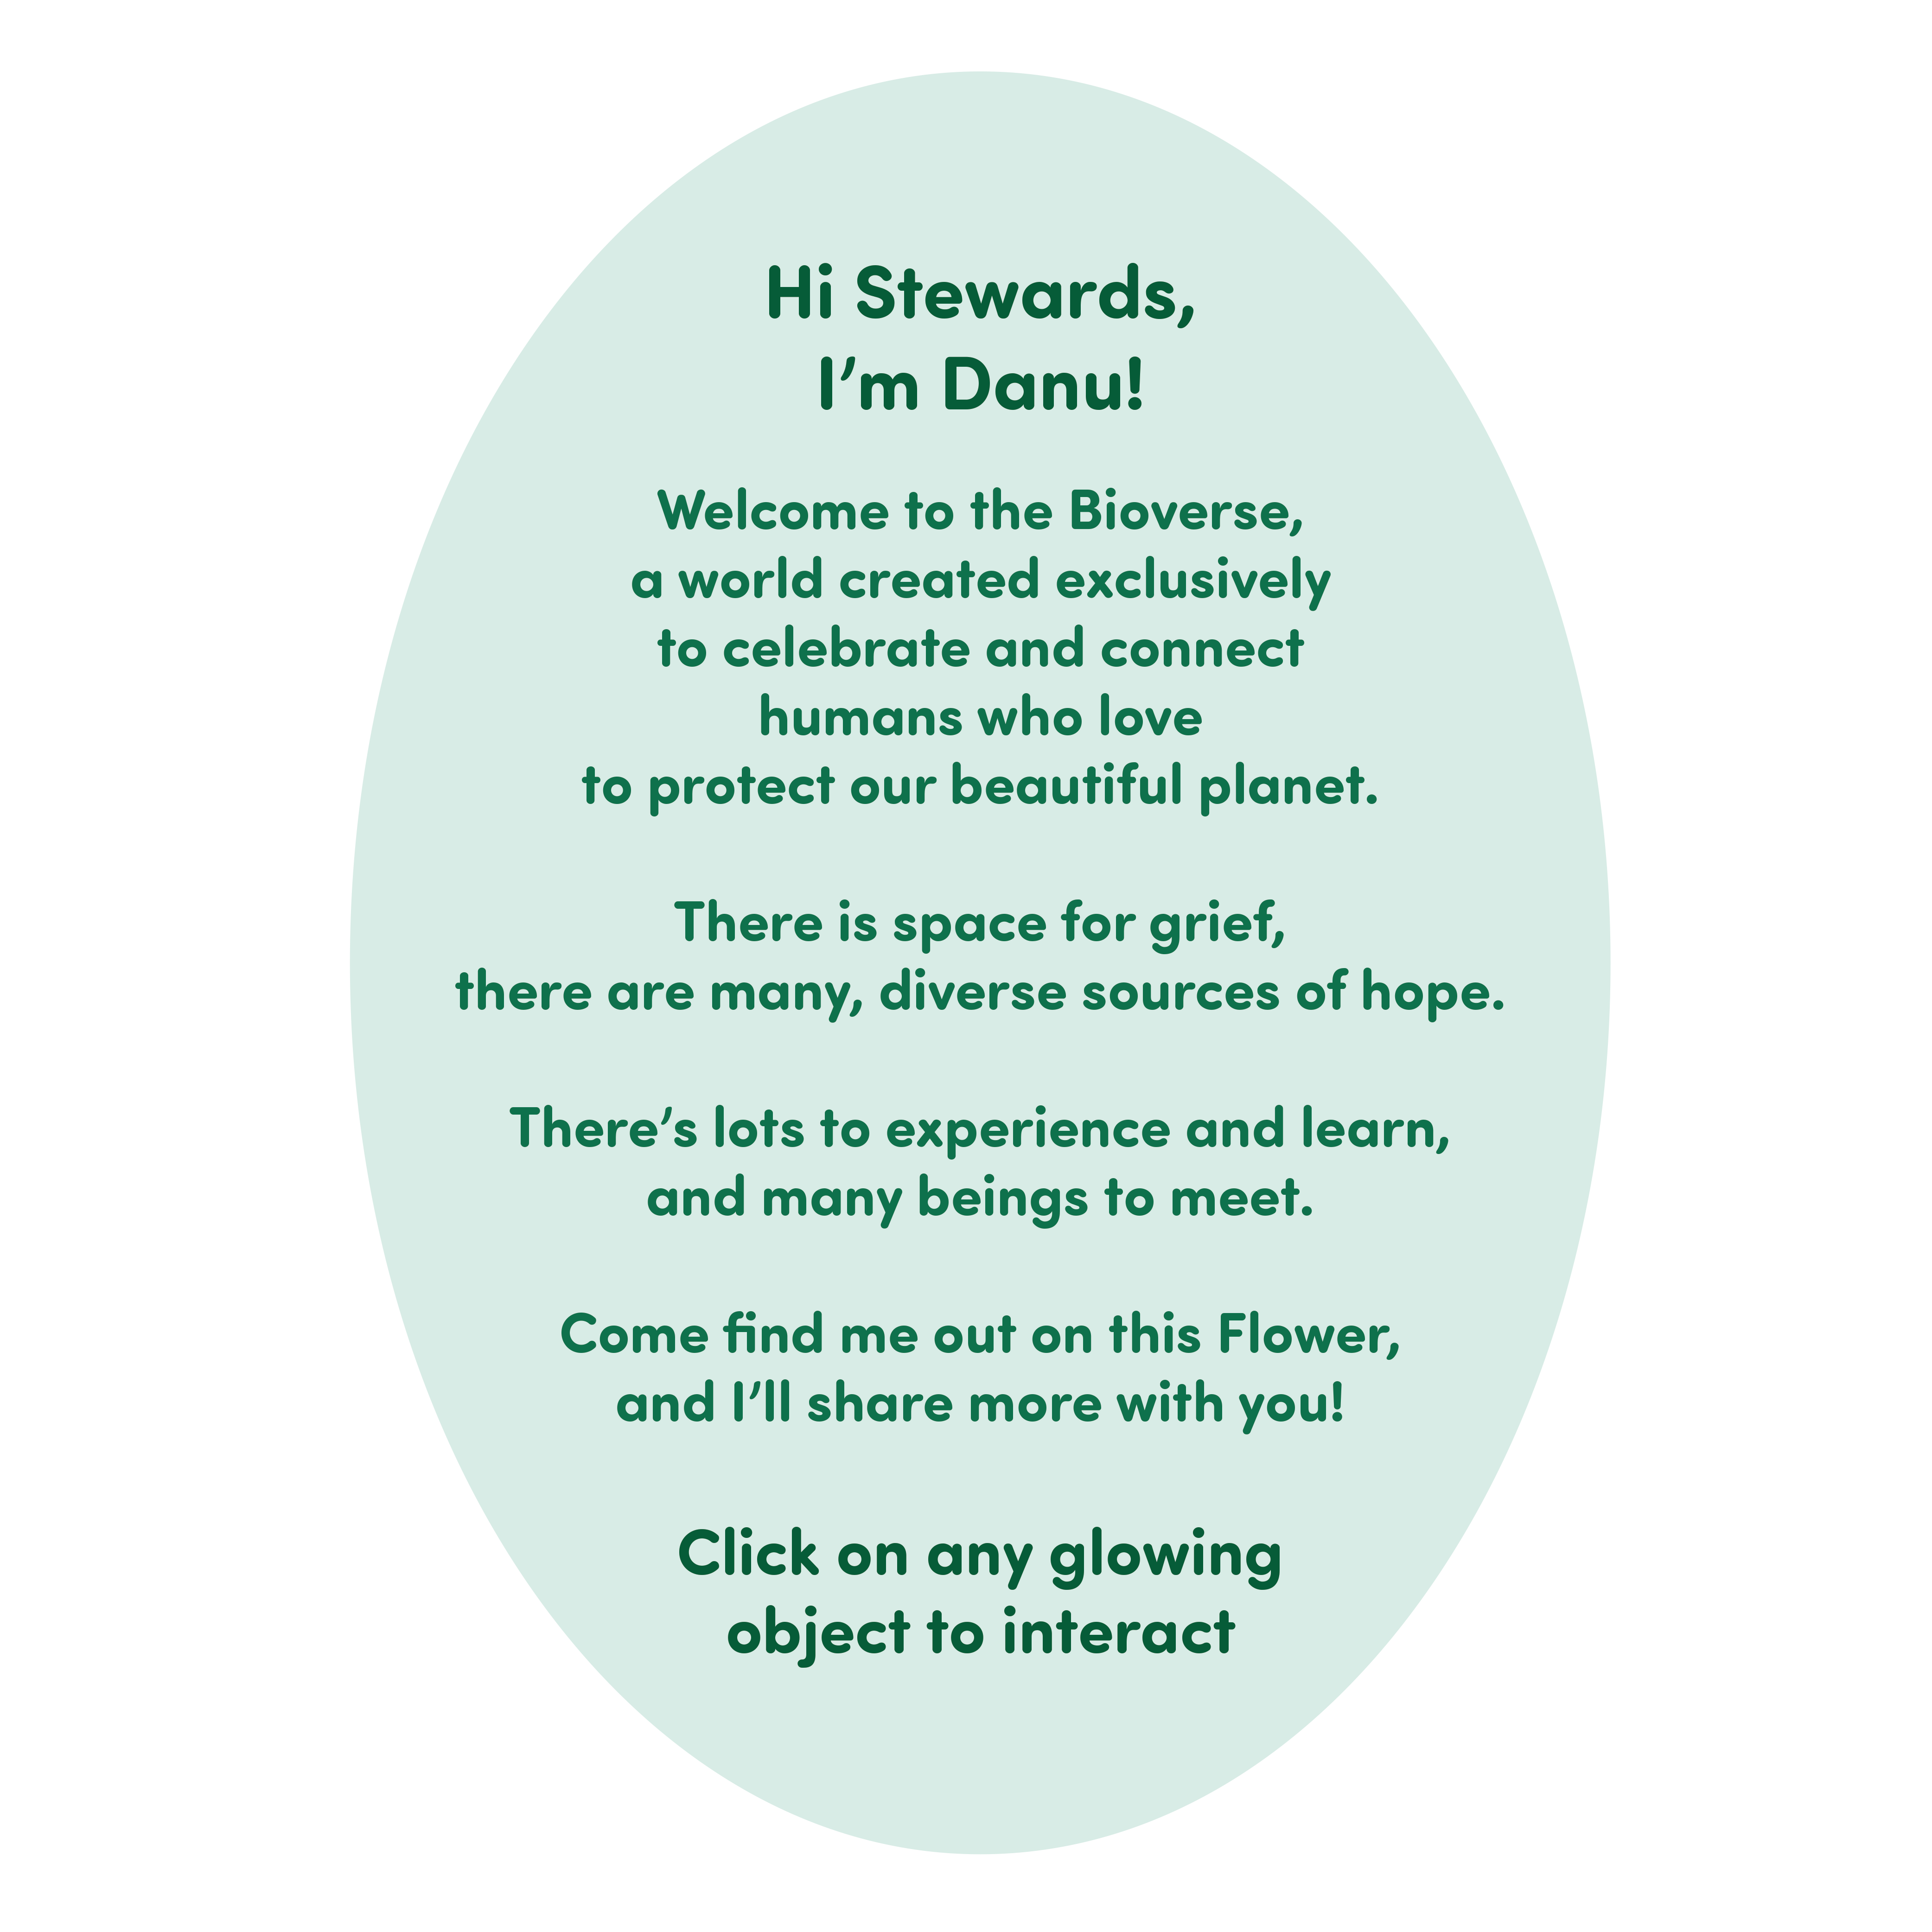 Hi Stewards,
I’m Danu!
Welcome to the Bioverse,
a world created exclusively
to celebrate and connect
humans who love
to protect our beautiful planet.
There is space for grief,
there are many, diverse sources of hope.
There’s lots to experience and learn,
and many beings to meet.
Come find me out on this Flower,
and I’ll share more with you!
Click on any glowing
object to interact